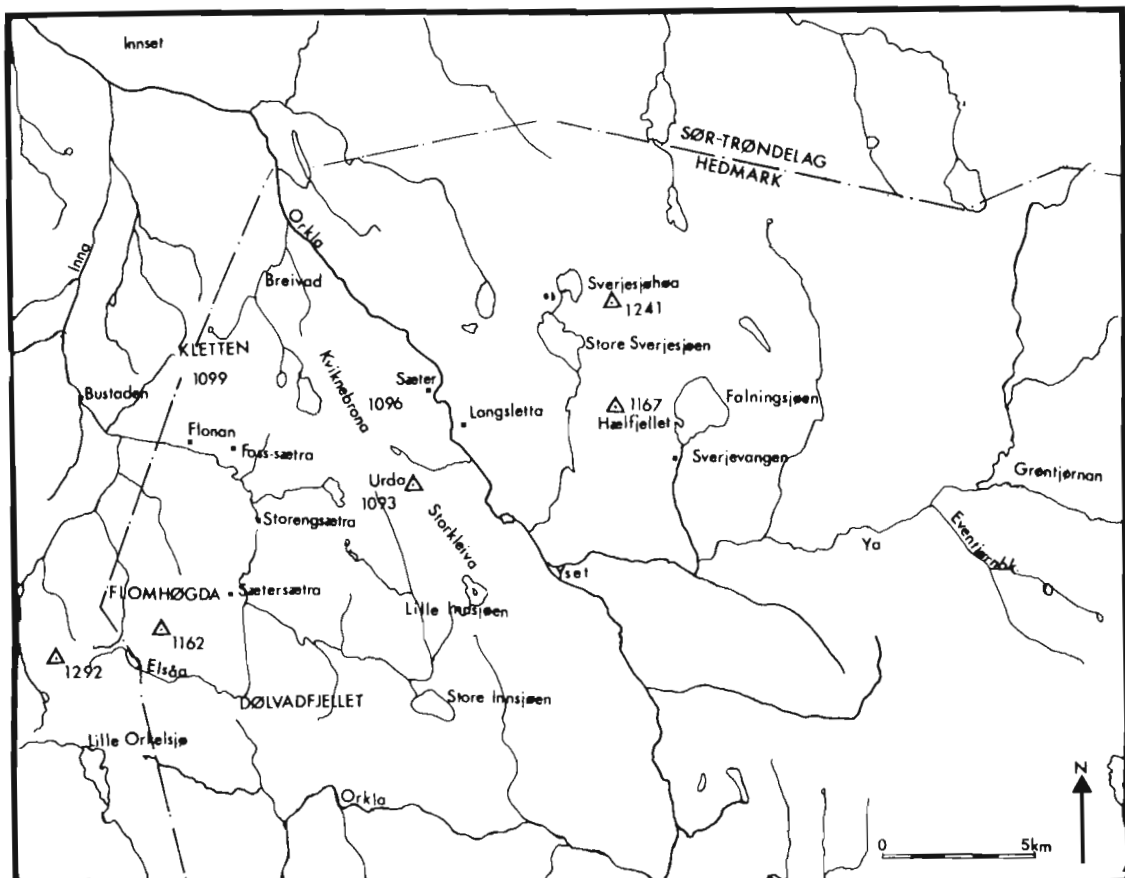 Innset
SØR-TRØNDELAG
HEDMARK
Orkla
Inna
Breivad
Sverjesjøhøa
1241
KLETTEN
1099
Kviknebrona
Store Sverjesjøen
Bustaden
Sæter
1096
Langsletta
1167
Hælfjellet
Falningsjøen
Flonan
Foss-sætra
Sverjevangen
Grøntjørnan
Urda
1093
Storkleiva
Storengsætra
Eventjørnbk.
Ya
Yset
FLOMHØGDA
Sætersætra
Lille Innsjøen
1162
1292
Elsåa
DØLVADFJELLET
Store Innsjøen
Lille Orkelsjø
Orkla
N
0 5km